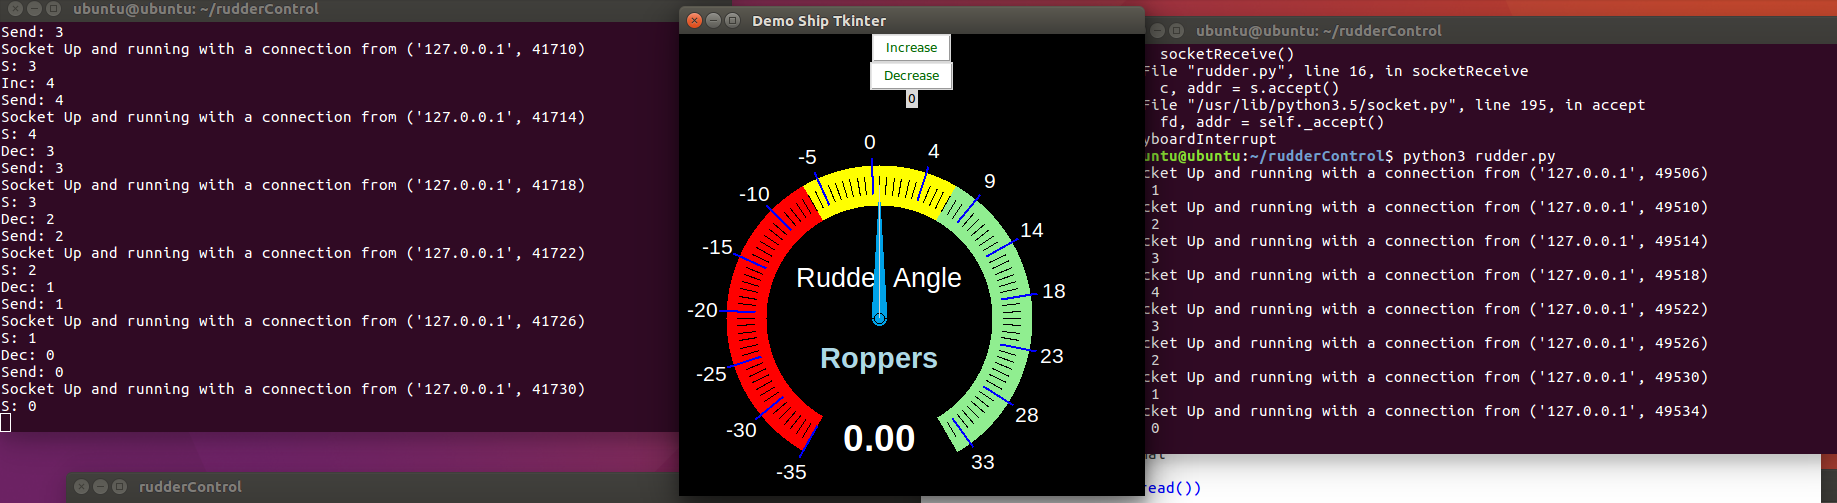 ubuntu@ubuntu: ~/rudderControl
Send: 3
Socket Up and running with a connection from ('127.0.0.1', 41710)
S: 3
Inc: 4
Send: 4
Socket Up and running with a connection from ('127.0.0.1', 41714)
S: 4
Dec: 3
Send: 3
Socket Up and running with a connection from ('127.0.0.1', 41718)
S: 3
Dec: 2
Send: 2
Socket Up and running with a connection from ('127.0.0.1', 41722)
S: 2
Dec: 1
Send: 1
Socket Up and running with a connection from ('127.0.0.1', 41726)
S: 1
Dec: 0
Send: 0
Socket Up and running with a connection from ('127.0.0.1', 41730)
S: 0
rudderControl
Demo Ship Tkinter
Increase
Decrease
0
-35
-30
-25
-20
-15
-10
-5
0
4
9
14
18
23
28
33
Rudde Angle
Roppers
0.00
ubuntu@ubuntu: ~/rudderControl
socketReceive()
File "rudder.py", line 16, in socketReceive
c, addr = s.accept()
File "/usr/lib/python3.5/socket.py", line 195, in accept
fd, addr = self._accept()
yboardInterrupt
untu@ubuntu:~/rudderControl$ python3 rudder.py
cket Up and running with a connection from ('127.0.0.1', 49506)
1
cket Up and running with a connection from ('127.0.0.1', 49510)
2
cket Up and running with a connection from ('127.0.0.1', 49514)
3
cket Up and running with a connection from ('127.0.0.1', 49518)
4
cket Up and running with a connection from ('127.0.0.1', 49522)
3
cket Up and running with a connection from ('127.0.0.1', 49526)
2
cket Up and running with a connection from ('127.0.0.1', 49530)
1
cket Up and running with a connection from ('127.0.0.1', 49534)
0
read())